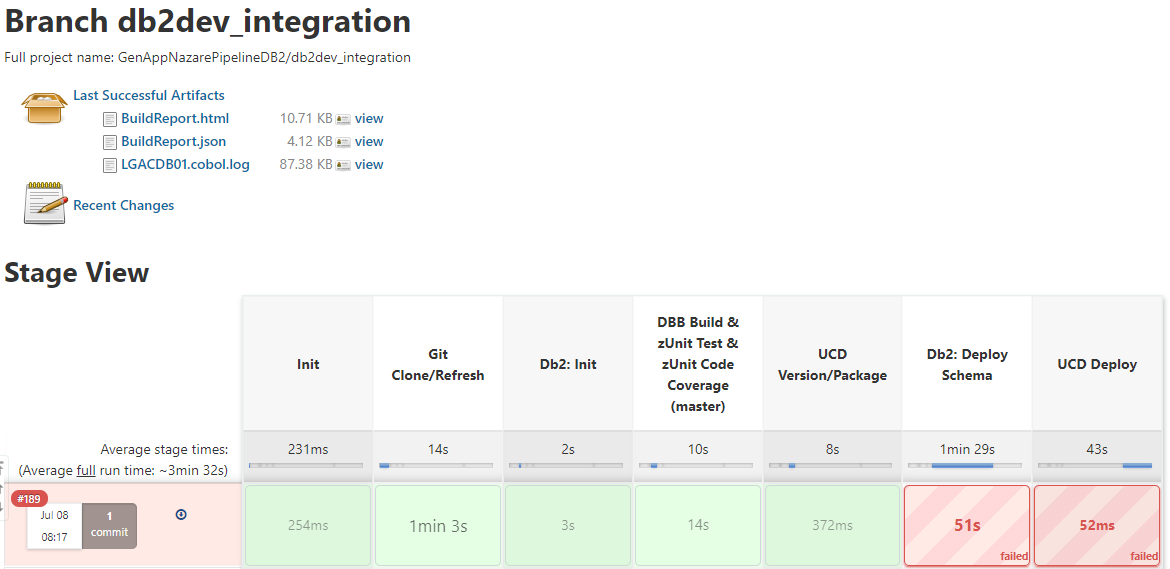 Branch db2dev_integration
Full project name: GenAppNazarePipelineDB2/db2dev_integration
Last Successful Artifacts
BuildReport.html 10.71 KB view
BuildReport.json 4.12 KB view
LGACDB01.cobol.log 87.38 KB view
Recent Changes
Stage View
Init
Git
Clone/Refresh
Db2: Init
DBB Build &
zUnit Test &
zUnit Code
Coverage
(master)
UCD
Version/Package
Db2: Deploy
Schema
UCD Deploy
Average stage times:
(Average full run time: ~3min 32s)
231ms 14s 2s 10s 8s 1min 29s 43s
#189
Jul 08
08:17
1
commit
254ms 1min 3s 3s 14s 372ms 51s 52ms
failed failed